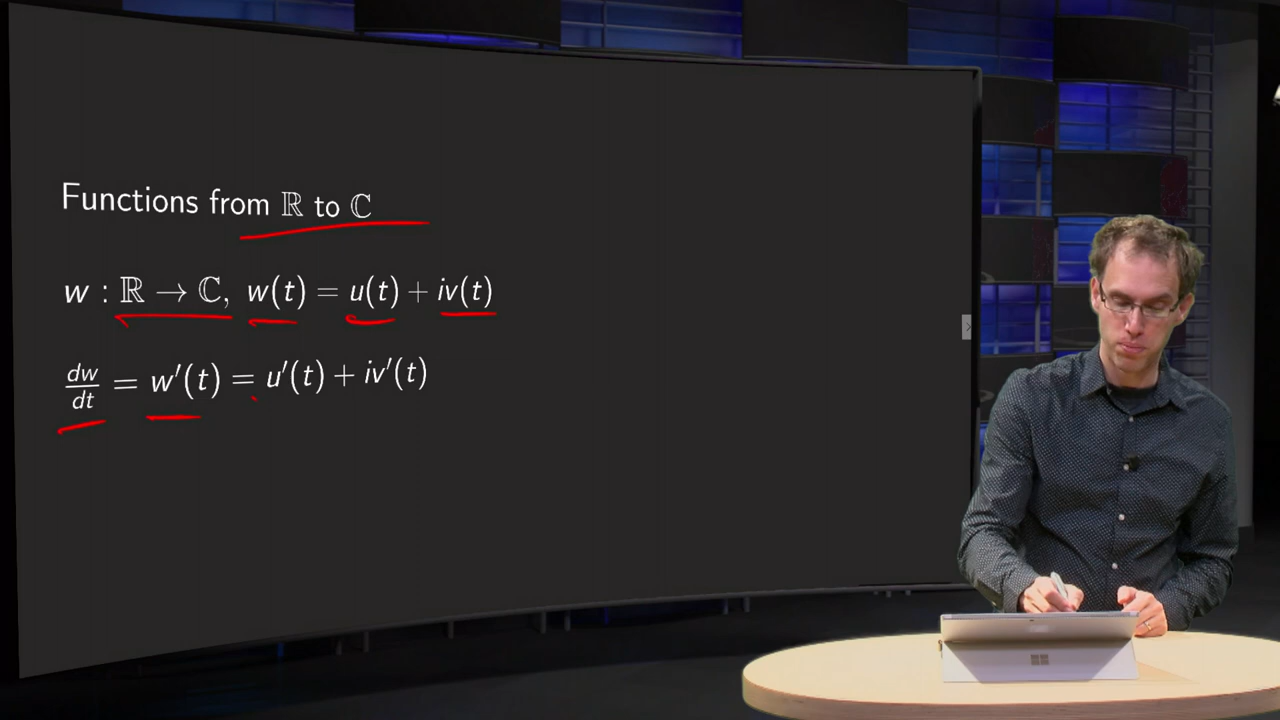 Functions from ℝ to ℂ
w : ℝ → ℂ, w(t) = u(t) + iv(t)
dw/dt = w′(t) = u′(t) + iv′(t)